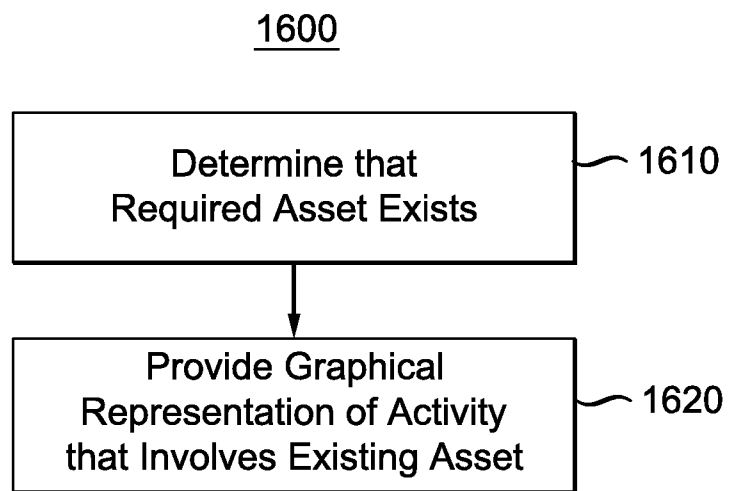 1600
Determine that
Required Asset Exists
1610
Provide Graphical
Representation of Activity
that Involves Existing Asset
1620